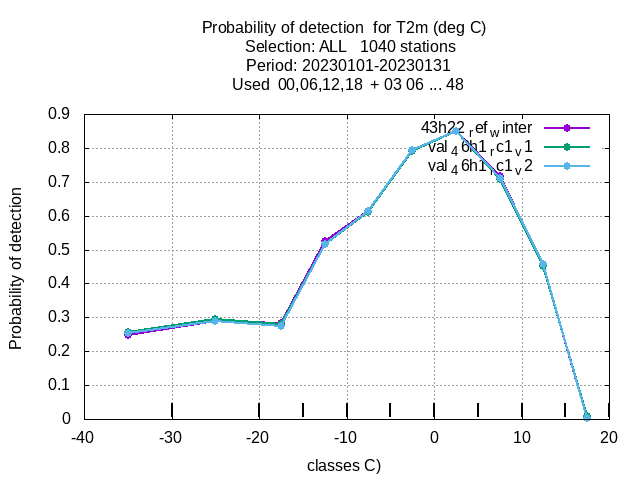 Probability of detection  for T2m (deg C)
Selection: ALL   1040 stations
Period: 20230101-20230131
Used  00,06,12,18  + 03 06 ... 48
0.9
0.8
0.7
0.6
0.5
0.4
0.3
0.2
0.1
0
Probability of detection
43h22_ref_winter
val_46h1_rc1_v1
val_46h1_rc1_v2
-40 -30 -20 -10 0 10 20
classes C)